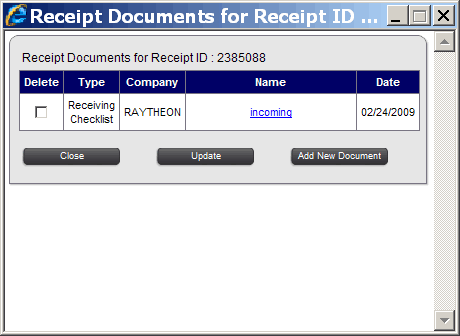 Receipt Documents for Receipt ID ...
Receipt Documents for Receipt ID : 2385088
Delete Type Company Name Date
Receiving Checklist RAYTHEON incoming 02/24/2009
Close Update Add New Document